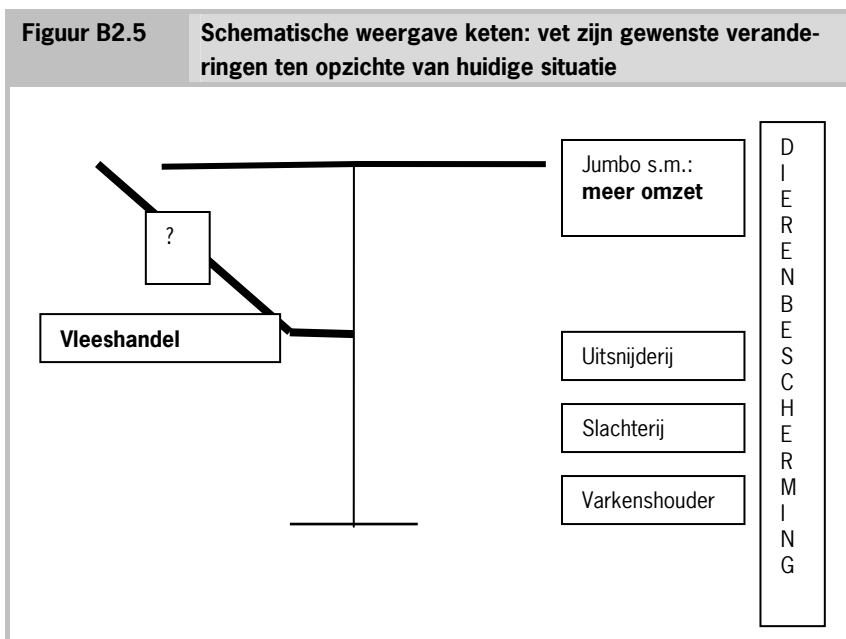 Figuur B2.5
Schematische weergave keten: vet zijn gewenste verande-
ringen ten opzichte van huidige situatie
Jumbo s.m.:
meer omzet
?
Vleeshandel
Uitsnijderij
Slachterij
Varkenshouder
D
I
E
R
E
N
B
E
S
C
H
E
R
M
I
N
G